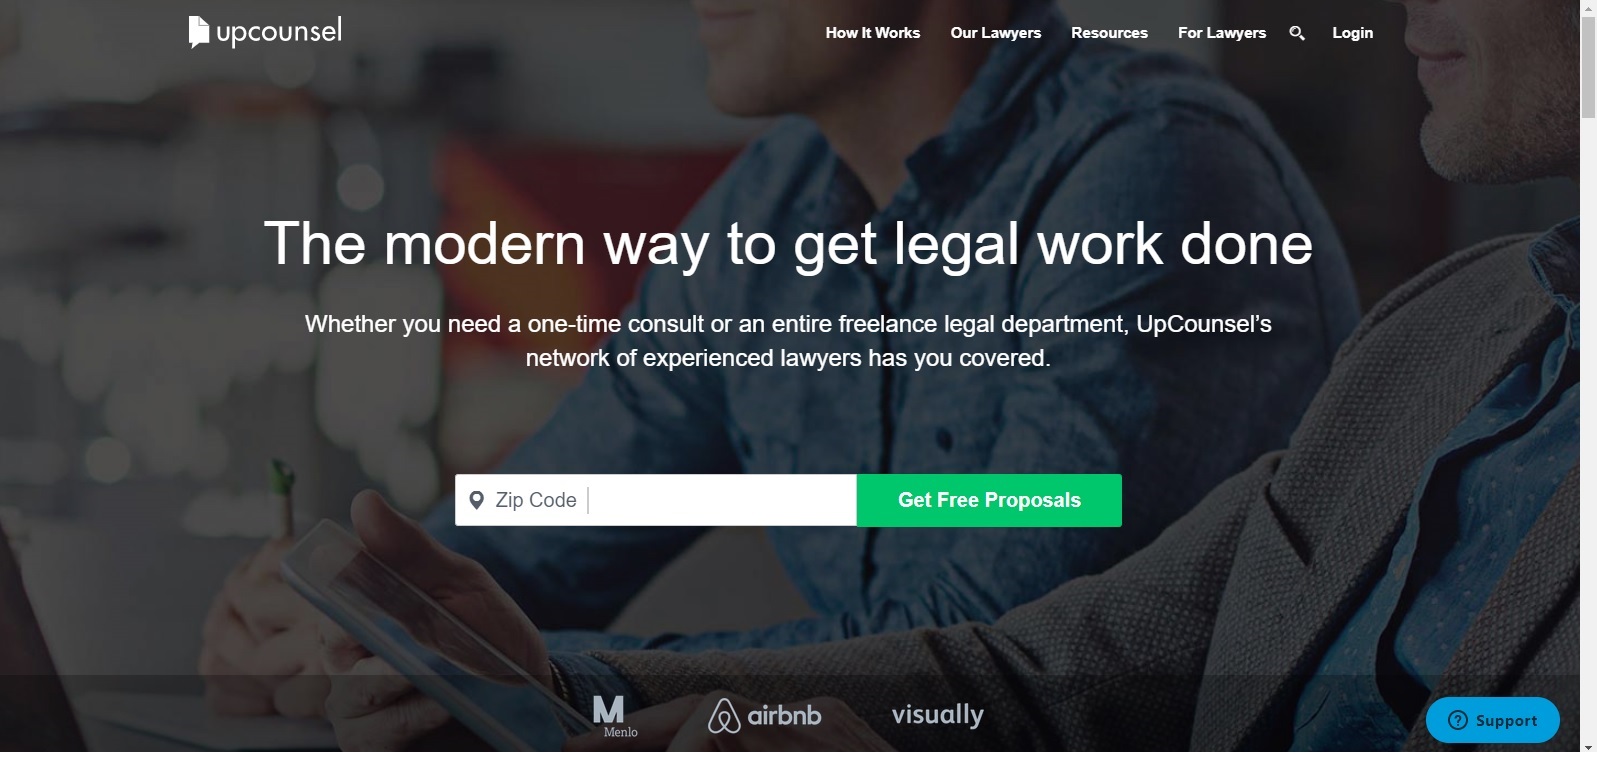 upcounsel
How It Works
Our Lawyers
Resources
For Lawyers
Login
The modern way to get legal work done
Whether you need a one-time consult or an entire freelance legal department, UpCounsel’s
network of experienced lawyers has you covered.
Zip Code
Get Free Proposals
M
Menlo
airbnb
visually
? Support